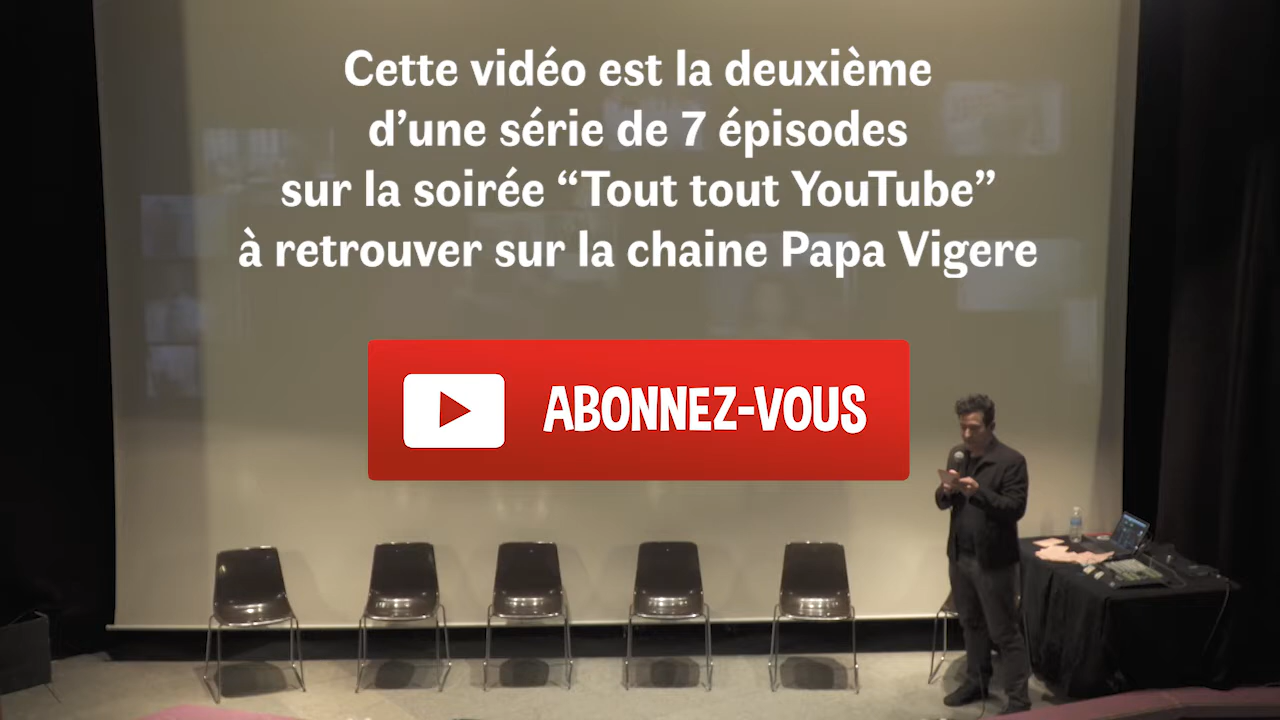 Cette vidéo est la deuxième
d’une série de 7 épisodes
sur la soirée “Tout tout YouTube”
à retrouver sur la chaine Papa Vigere
ABONNEZ-VOUS